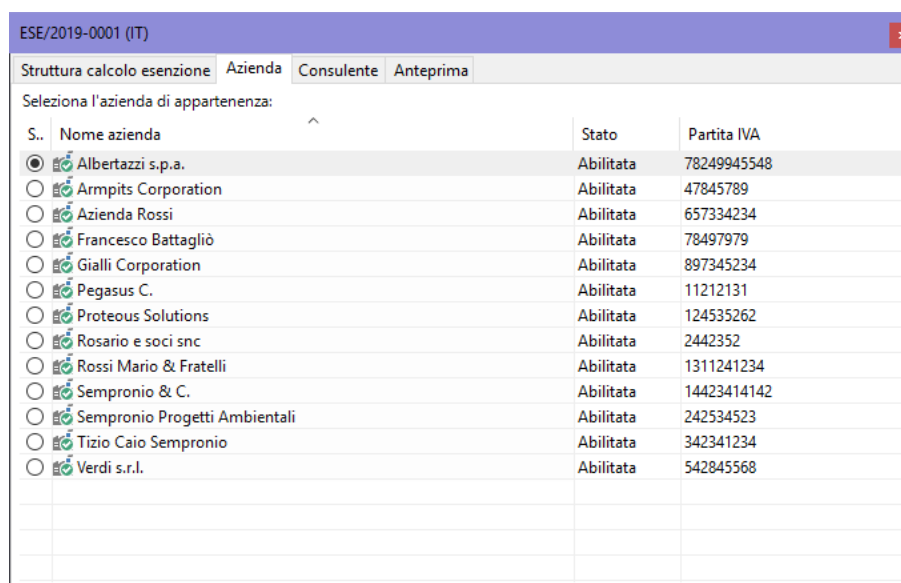 ESE/2019-0001 (IT)
Struttura calcolo esenzione Azienda Consulente Anteprima
Seleziona l'azienda di appartenenza:
S.. Nome azienda Stato Partita IVA
Albertazzi s.p.a. Abilitata 78249945548
Armpits Corporation Abilitata 47845789
Azienda Rossi Abilitata 657334234
Francesco Battagliò Abilitata 78497979
Gialli Corporation Abilitata 897345234
Pegasus C. Abilitata 11212131
Proteous Solutions Abilitata 124535262
Rosario e soci snc Abilitata 2442352
Rossi Mario & Fratelli Abilitata 1311241234
Sempronio & C. Abilitata 14423414142
Sempronio Progetti Ambientali Abilitata 242534523
Tizio Caio Sempronio Abilitata 342341234
Verdi s.r.l. Abilitata 542845568